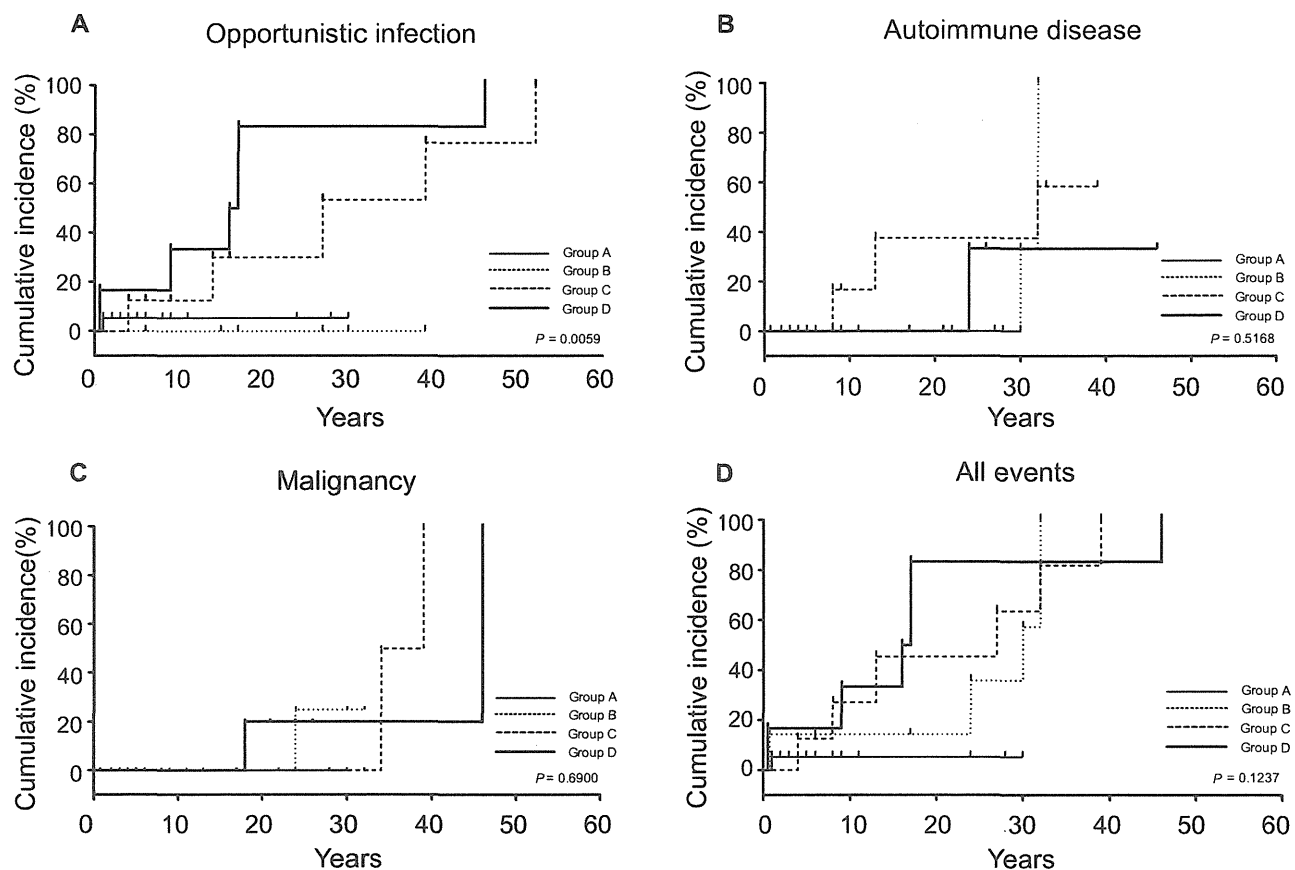 A
Opportunistic infection
Cumulative incidence (%)
100
80
60
40
20
0
Group A
Group B
Group C
Group D
P = 0.0059
0 10 20 30 40 50 60
Years
B
Autoimmune disease
Cumulative incidence (%)
100
80
60
40
20
0
Group A
Group B
Group C
Group D
P = 0.5168
0 10 20 30 40 50 60
Years
C
Malignancy
Cumulative incidence(%)
100
80
60
40
20
0
Group A
Group B
Group C
Group D
P = 0.6900
0 10 20 30 40 50 60
Years
D
All events
Cumulative incidence (%)
100
80
60
40
20
0
Group A
Group B
Group C
Group D
P = 0.1237
0 10 20 30 40 50 60
Years